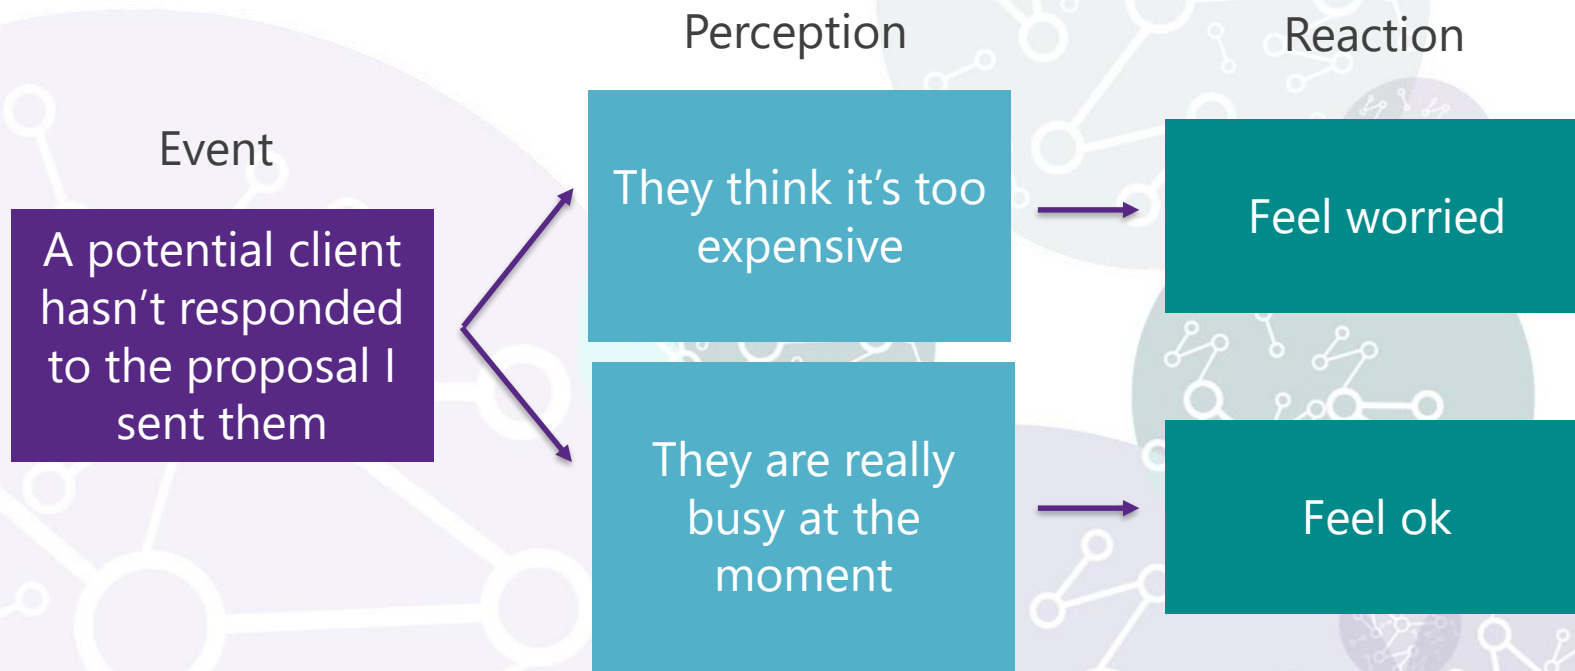 Perception
Reaction
Event
A potential client
hasn’t responded
to the proposal I
sent them
They think it’s too
expensive
Feel worried
They are really
busy at the
moment
Feel ok